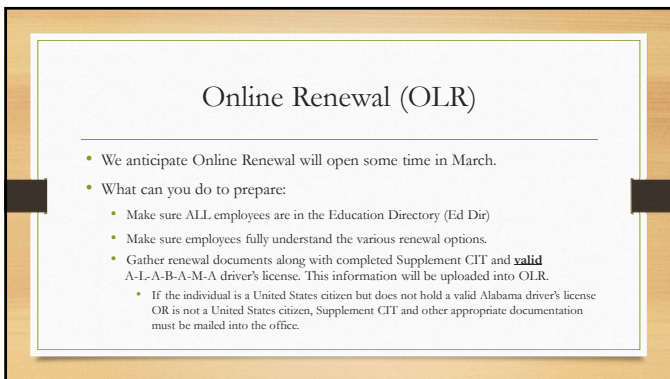 Online Renewal (OLR)
• We anticipate Online Renewal will open some time in March.
• What can you do to prepare:
• Make sure ALL employees are in the Education Directory (Ed Dir)
• Make sure employees fully understand the various renewal options.
• Gather renewal documents along with completed Supplement CIT and valid
A-L-A-B-A-M-A driver's license. This information will be uploaded into OLR.
• If the individual is a United States citizen but does not hold a valid Alabama driver's license
OR is not a United States citizen, Supplement CIT and other appropriate documentation
must be mailed into the office.